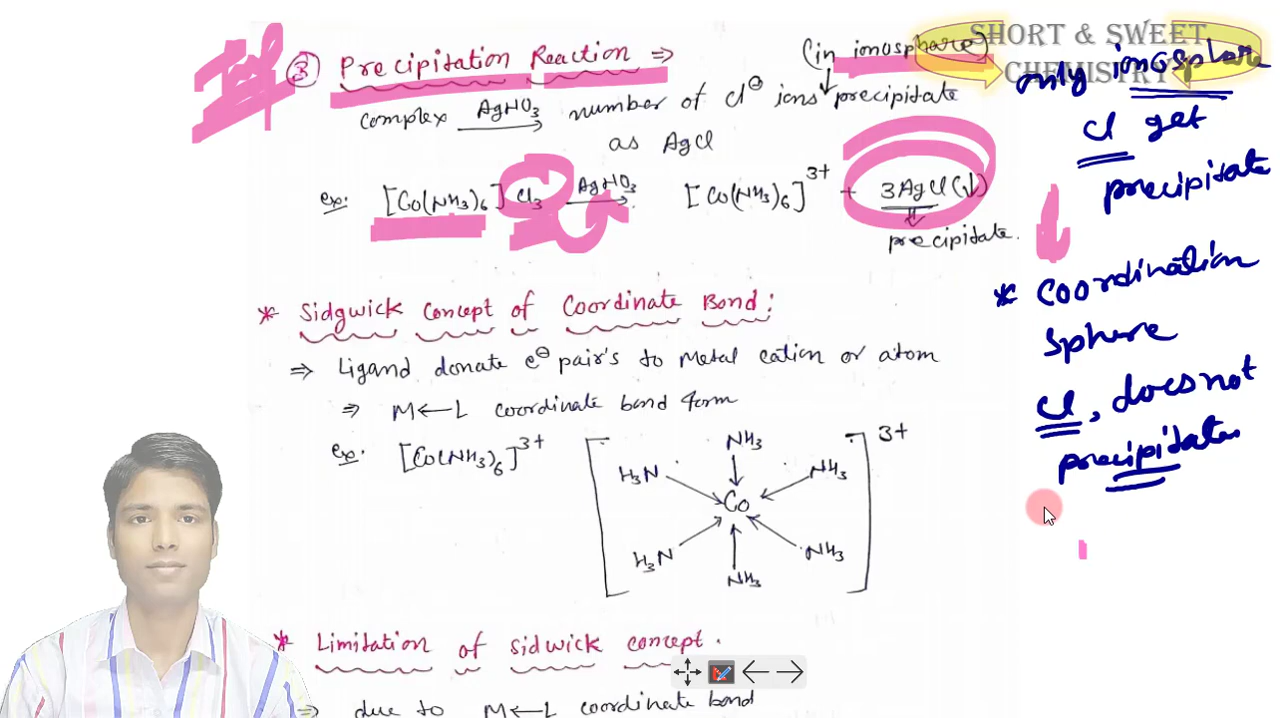 SHORT & SWEET
CHEMISTRY
Imp
③ Precipitation Reaction ⇒ (in ionosphare)
complex AgNO3 → number of Cl⊖ ions precipitate
as AgCl
ex. [Co(NH3)6] Cl3 AgNO3 → [Co(NH3)6]3+ + 3AgCl(↓)
precipitate.
* Sidgwick Concept of Coordinate Bond:
⇒ Ligand donate e⊖ pair's to Metal cation or atom
⇒ M←L coordinate bond form
ex. [Co(NH3)6]3+
3+
NH3
H3N NH3
Co
H3N NH3
NH3
* Limitation of sidwick concept.
⇒ due to M←L coordinate bond
only
Cl get
precipitate
* Coordination
sphere
Cl, does not
precipitate